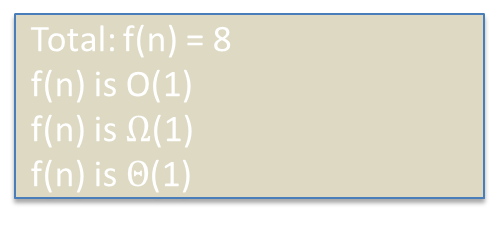 Total: f(n) = 8
f(n) is O(1)
f(n) is Ω(1)
f(n) is Θ(1)